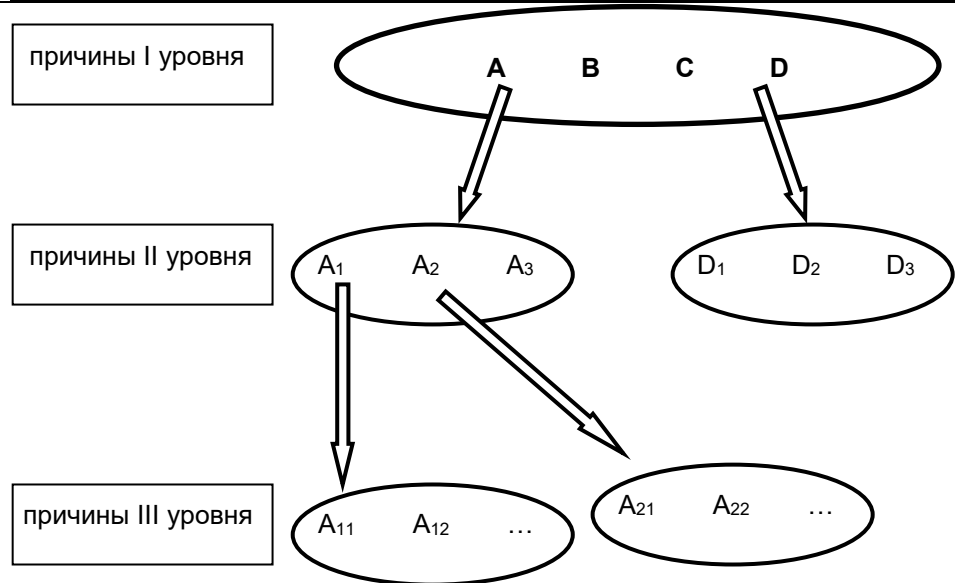 причины I уровня
A B C D
причины II уровня
A1 A2 A3
D1 D2 D3
причины III уровня
A11 A12 …
A21 A22 …